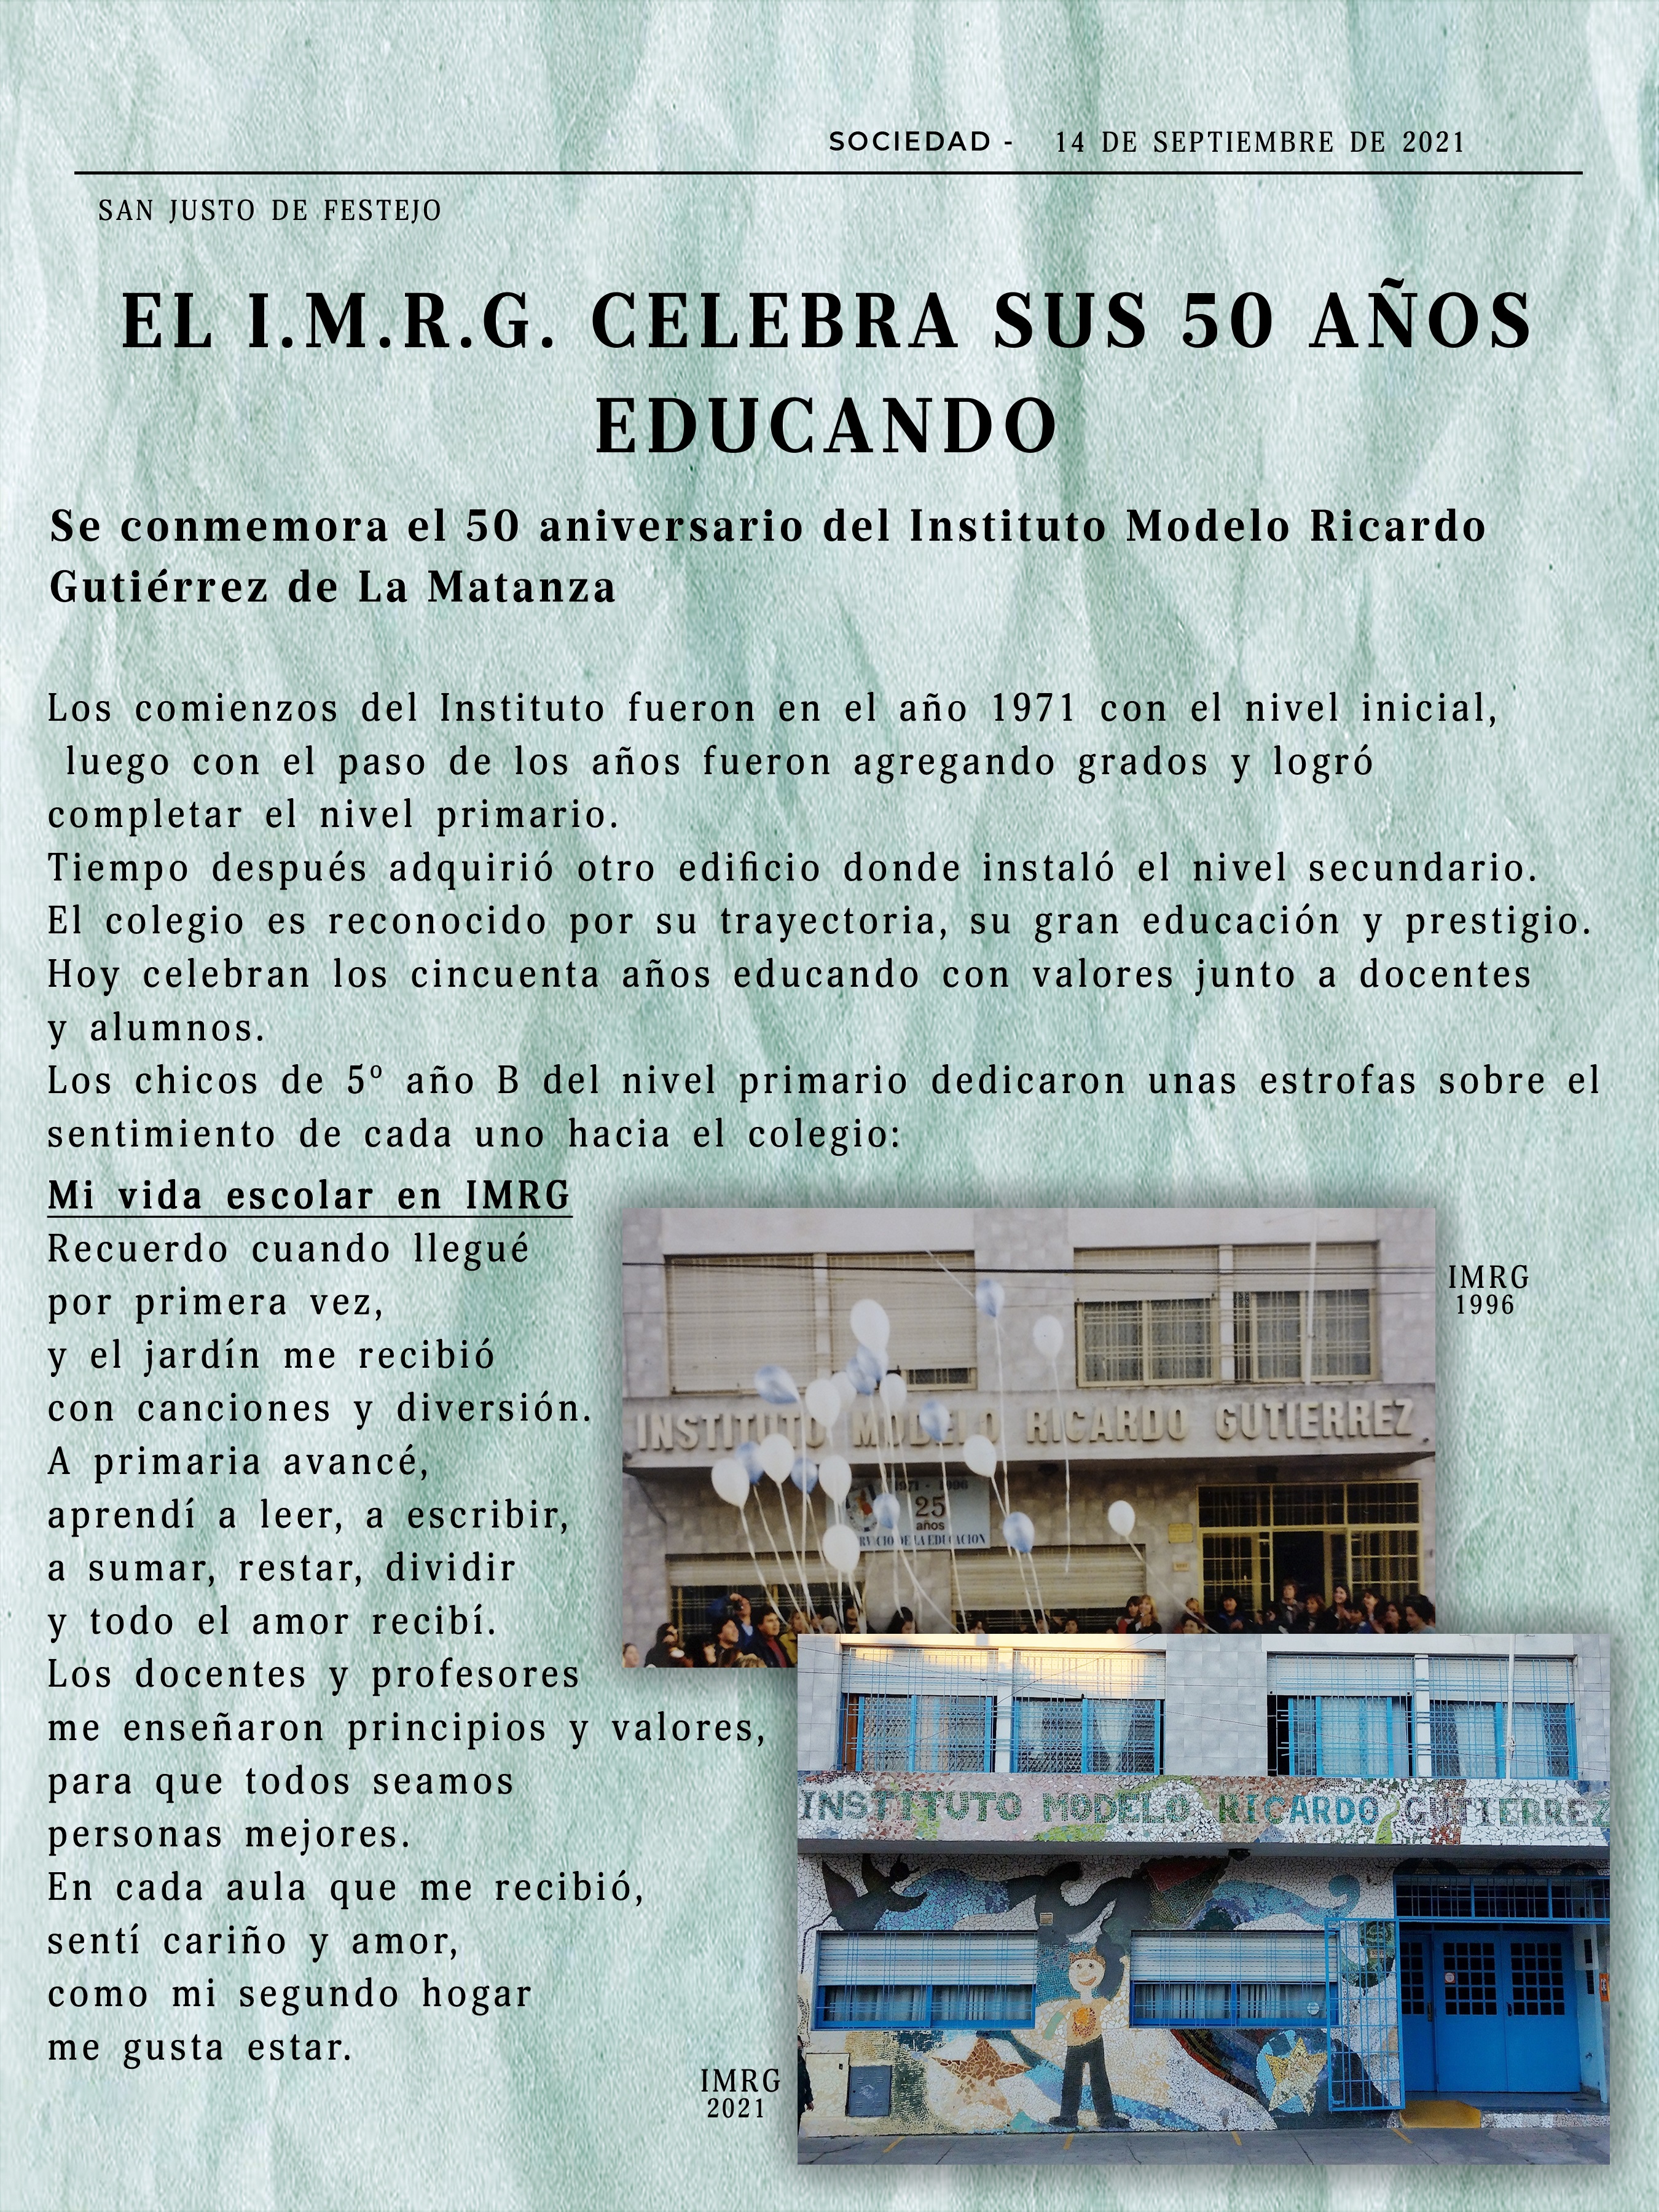 SOCIEDAD - 14 DE SEPTIEMBRE DE 2021
SAN JUSTO DE FESTEJO
EL I.M.R.G. CELEBRA SUS 50 AÑOS
EDUCANDO
Se conmemora el 50 aniversario del Instituto Modelo Ricardo
Gutiérrez de La Matanza
Los comienzos del Instituto fueron en el año 1971 con el nivel inicial,
luego con el paso de los años fueron agregando grados y logró
completar el nivel primario.
Tiempo después adquirió otro edificio donde instaló el nivel secundario.
El colegio es reconocido por su trayectoria, su gran educación y prestigio.
Hoy celebran los cincuenta años educando con valores junto a docentes
y alumnos.
Los chicos de 5º año B del nivel primario dedicaron unas estrofas sobre el
sentimiento de cada uno hacia el colegio:
Mi vida escolar en IMRG
Recuerdo cuando llegué
por primera vez,
y el jardín me recibió
con canciones y diversión.
A primaria avancé,
aprendí a leer, a escribir,
a sumar, restar, dividir
y todo el amor recibí.
Los docentes y profesores
me enseñaron principios y valores,
para que todos seamos
personas mejores.
En cada aula que me recibió,
sentí cariño y amor,
como mi segundo hogar
me gusta estar.
IMRG
1996
INSTITUTO MODELO RICARDO GUTIERREZ
1971 - 1996
25
años
DE LA EDUCACION
INSTITUTO MODELO RICARDO GUTIERREZ
IMRG
2021